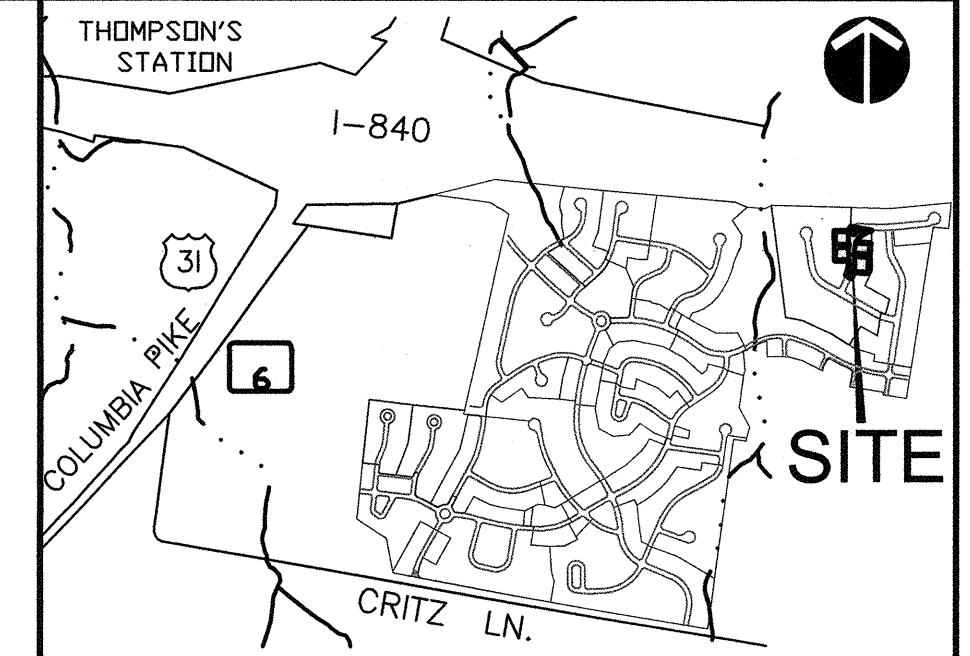 THOMPSON'S
STATION
I-840
31
COLUMBIA PIKE
6
SITE
CRITZ LN.